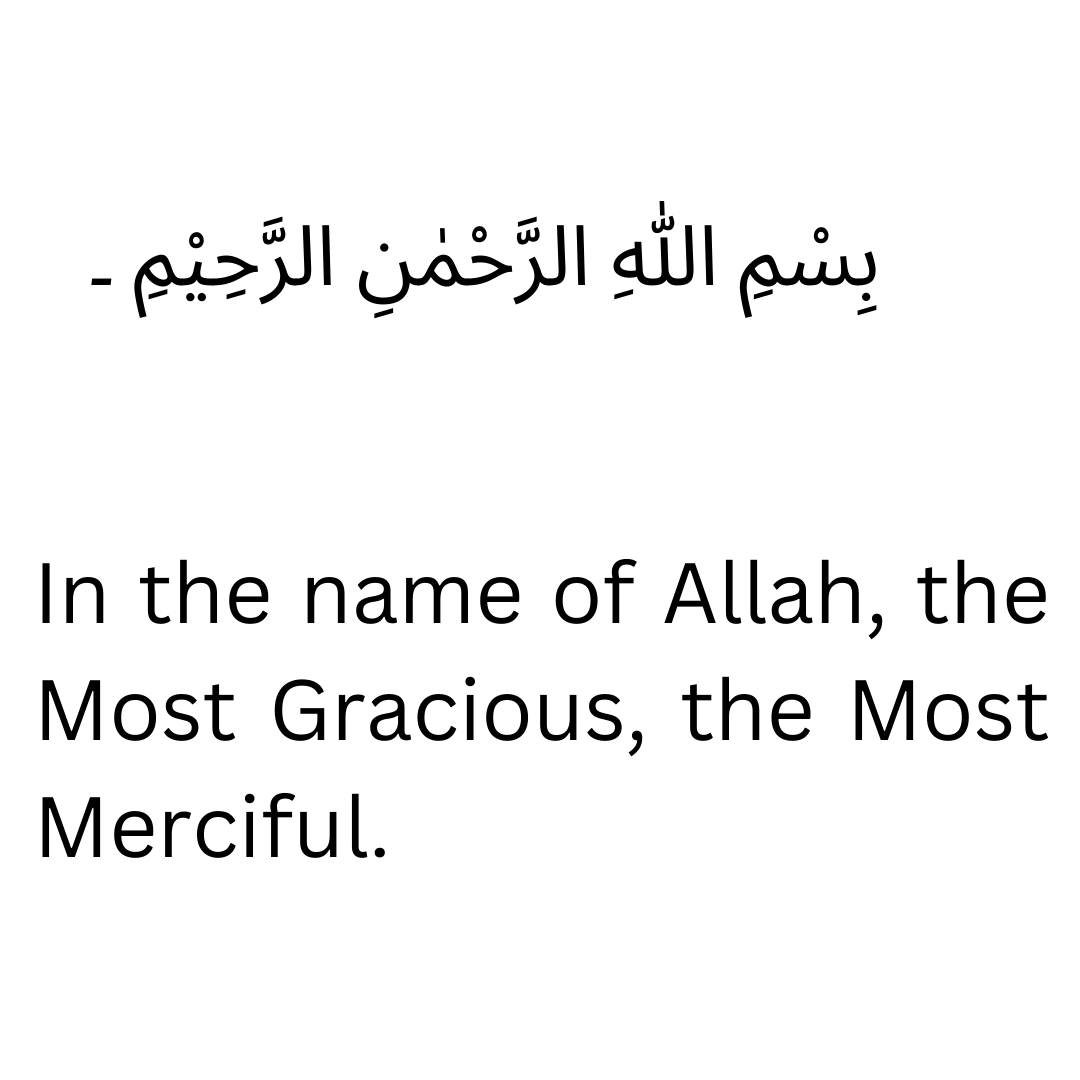 بِسْمِ اللّٰهِ الرَّحْمٰنِ الرَّحِيْمِ ۔
In the name of Allah, the
Most Gracious, the Most
Merciful.